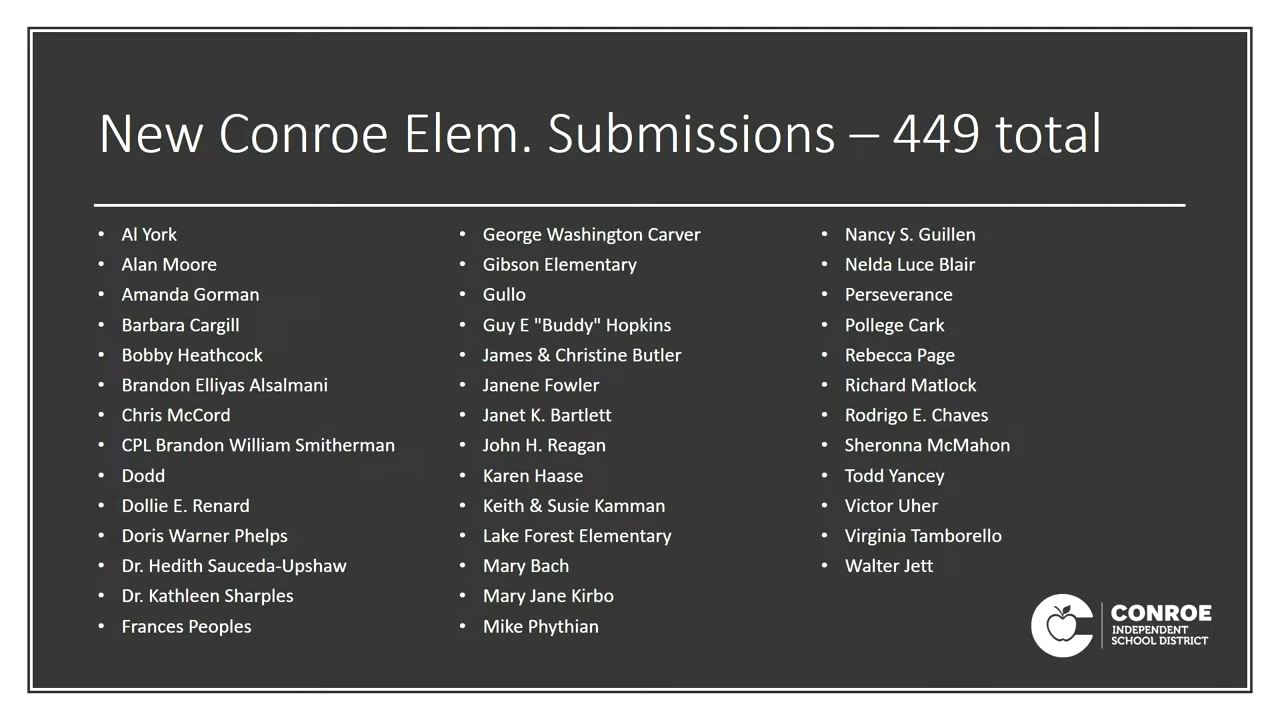 New Conroe Elem. Submissions – 449 total
• Al York
• Alan Moore
• Amanda Gorman
• Barbara Cargill
• Bobby Heathcock
• Brandon Elliyas Alsalmani
• Chris McCord
• CPL Brandon William Smitherman
• Dodd
• Dollie E. Renard
• Doris Warner Phelps
• Dr. Hedith Sauceda-Upshaw
• Dr. Kathleen Sharples
• Frances Peoples
• George Washington Carver
• Gibson Elementary
• Gullo
• Guy E "Buddy" Hopkins
• James & Christine Butler
• Janene Fowler
• Janet K. Bartlett
• John H. Reagan
• Karen Haase
• Keith & Susie Kamman
• Lake Forest Elementary
• Mary Bach
• Mary Jane Kirbo
• Mike Phythian
• Nancy S. Guillen
• Nelda Luce Blair
• Perseverance
• Pollege Cark
• Rebecca Page
• Richard Matlock
• Rodrigo E. Chaves
• Sheronna McMahon
• Todd Yancey
• Victor Uher
• Virginia Tamborello
• Walter Jett
CONROE
INDEPENDENT
SCHOOL DISTRICT